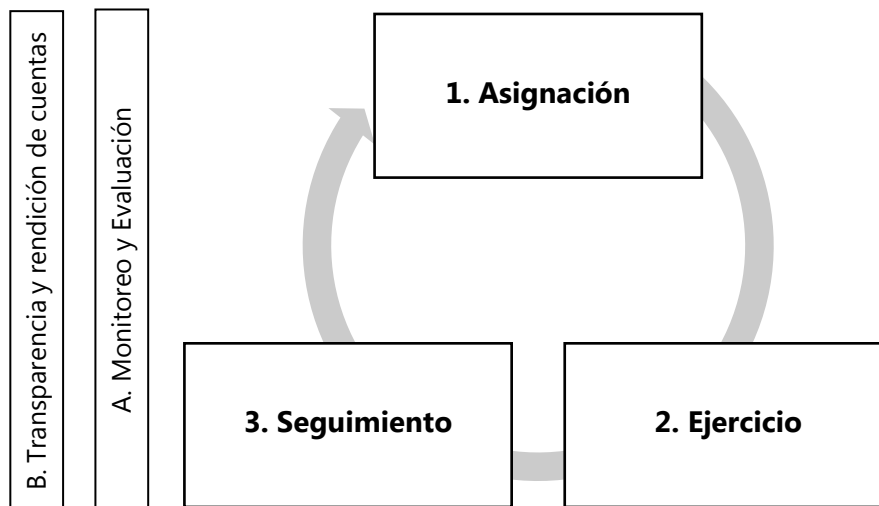 B. Transparencia y rendición de cuentas
A. Monitoreo y Evaluación
1. Asignación
3. Seguimiento
2. Ejercicio